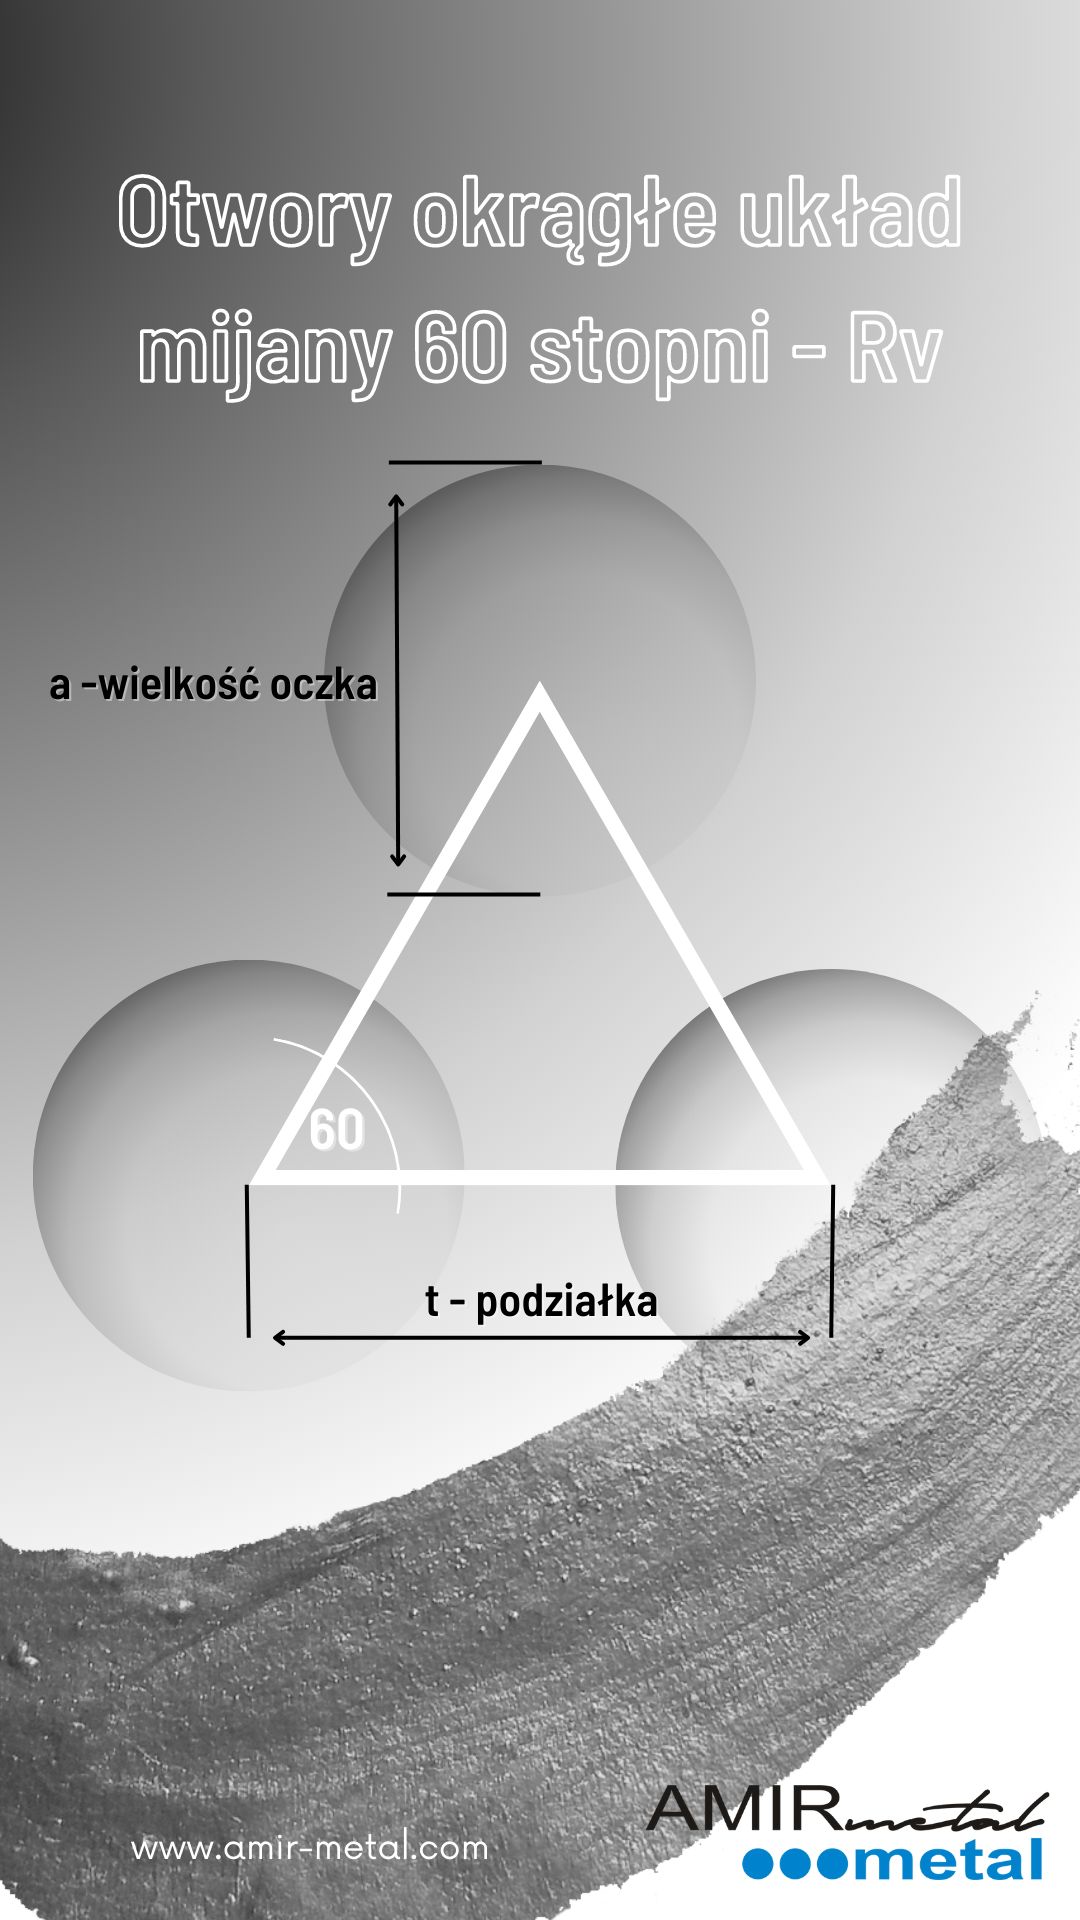 Otwory okrągłe układ
mijany 60 stopni - Rv
a -wielkość oczka
60
t - podziałka
www.amir-metal.com
AMIR metal
metal